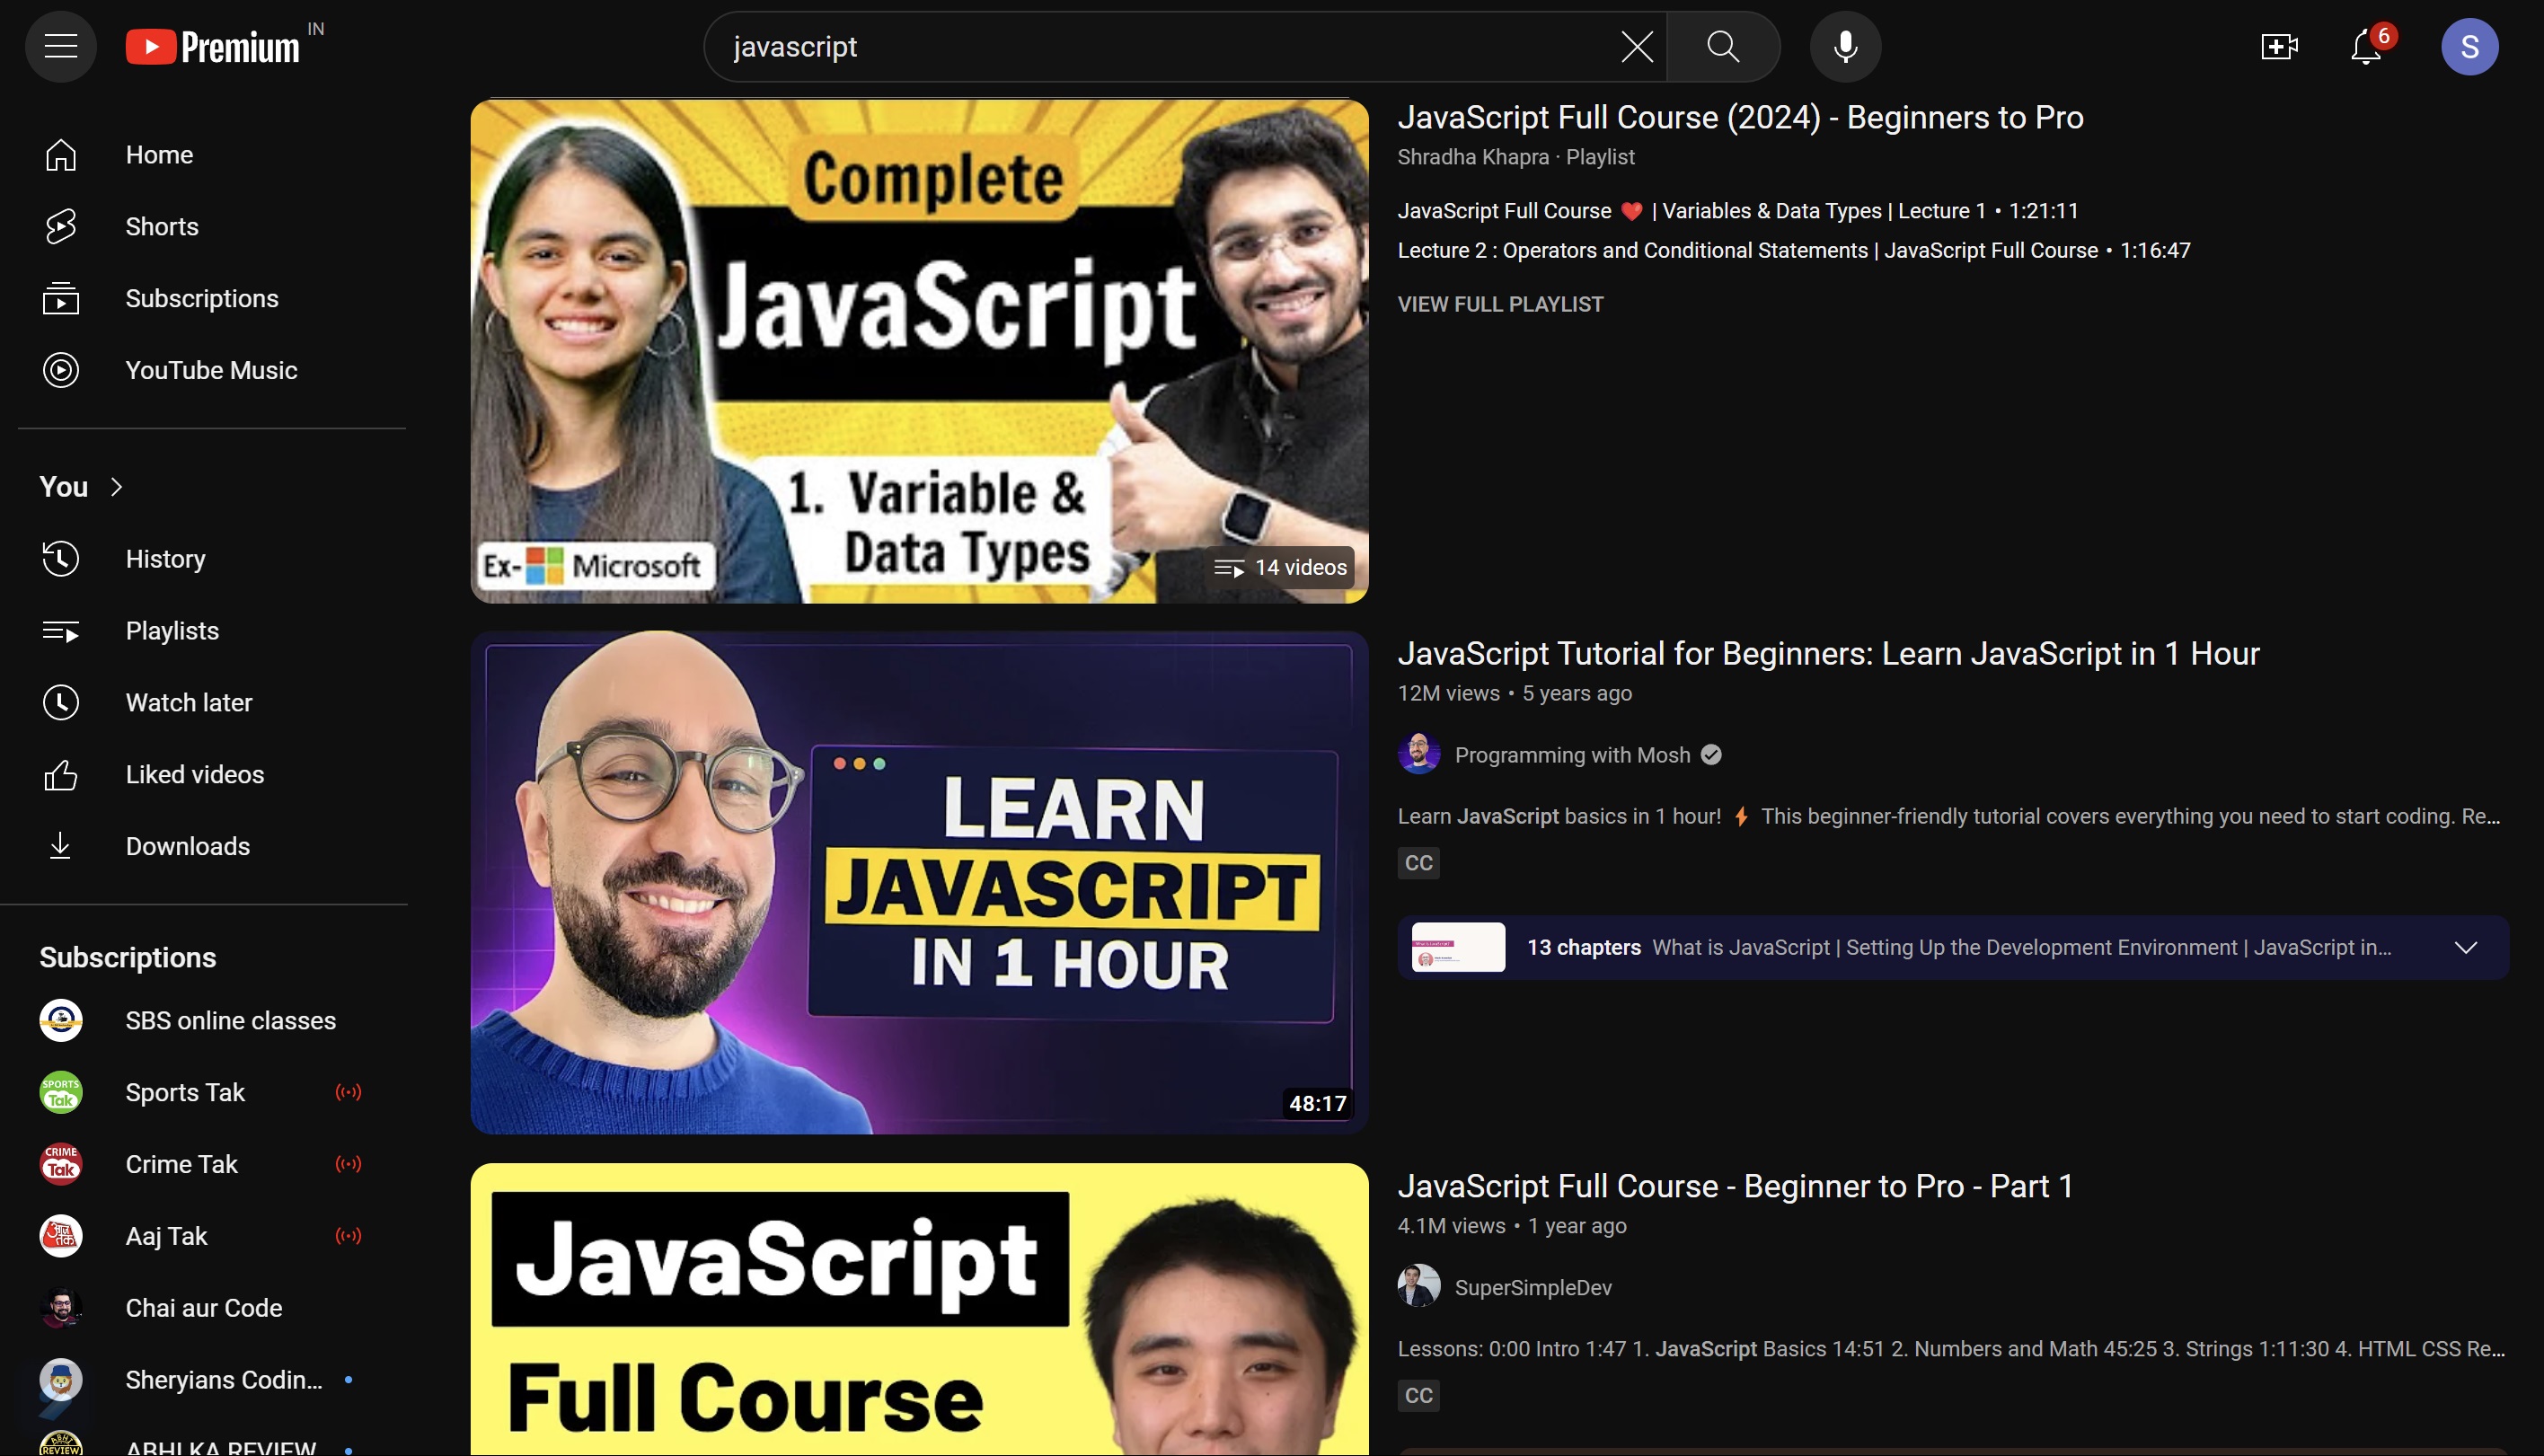 Premium IN
javascript
6
S
Home
Shorts
Subscriptions
YouTube Music
You
History
Playlists
Watch later
Liked videos
Downloads
Subscriptions
SBS online classes
SPORTS
Tak
Sports Tak
CRIME
Tak
Crime Tak
Aaj Tak
Chai aur Code
Sheryians Codin...
REVIEW
ABHI KA REVIEW
Complete
JavaScript
1. Variable &
Data Types
Ex- Microsoft
14 videos
JavaScript Full Course (2024) - Beginners to Pro
Shradha Khapra · Playlist
JavaScript Full Course ❤️ | Variables & Data Types | Lecture 1 • 1:21:11
Lecture 2 : Operators and Conditional Statements | JavaScript Full Course • 1:16:47
VIEW FULL PLAYLIST
LEARN
JAVASCRIPT
IN 1 HOUR
48:17
JavaScript Tutorial for Beginners: Learn JavaScript in 1 Hour
12M views • 5 years ago
Programming with Mosh
Learn JavaScript basics in 1 hour! ⚡ This beginner-friendly tutorial covers everything you need to start coding. Re...
CC
13 chapters What is JavaScript | Setting Up the Development Environment | JavaScript in...
JavaScript
Full Course
JavaScript Full Course - Beginner to Pro - Part 1
4.1M views • 1 year ago
SuperSimpleDev
Lessons: 0:00 Intro 1:47 1. JavaScript Basics 14:51 2. Numbers and Math 45:25 3. Strings 1:11:30 4. HTML CSS Re...
CC